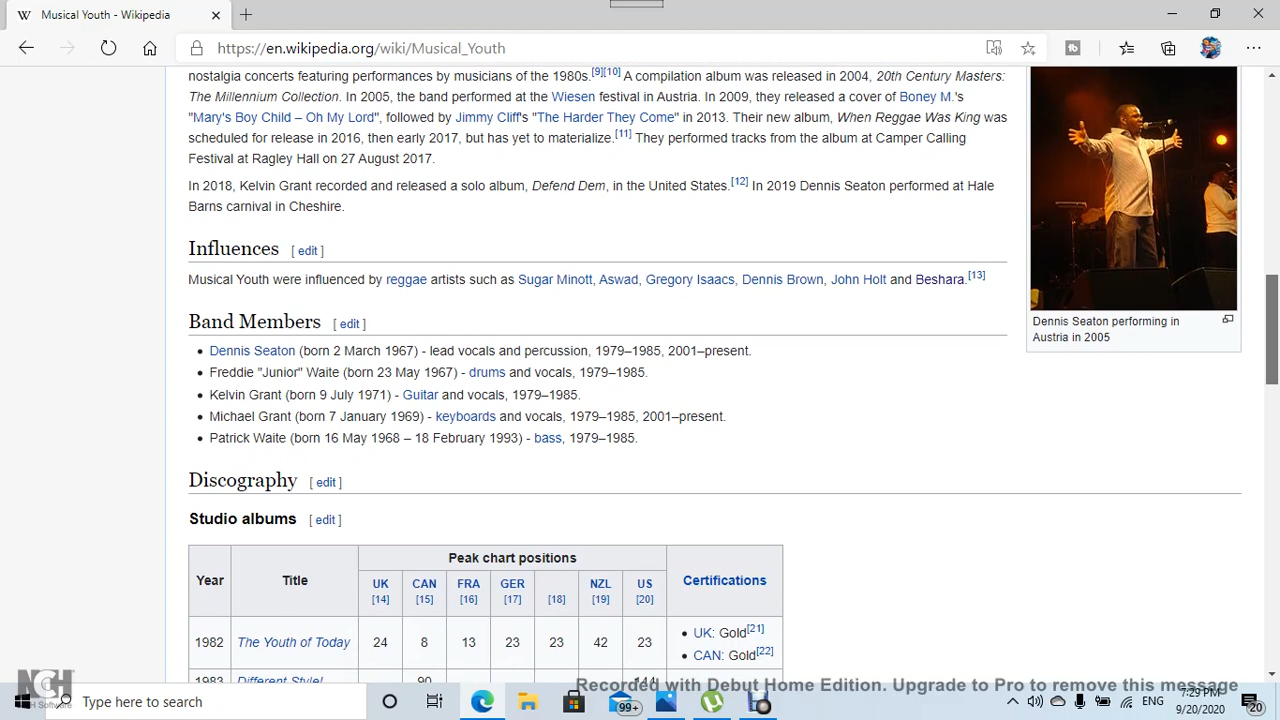 Musical Youth - Wikipedia
https://en.wikipedia.org/wiki/Musical_Youth
nostalgia concerts featuring performances by musicians of the 1980s.[9][10] A compilation album was released in 2004, 20th Century Masters:
The Millennium Collection. In 2005, the band performed at the Wiesen festival in Austria. In 2009, they released a cover of Boney M.'s
"Mary's Boy Child – Oh My Lord", followed by Jimmy Cliff's "The Harder They Come" in 2013. Their new album, When Reggae Was King was
scheduled for release in 2016, then early 2017, but has yet to materialize.[11] They performed tracks from the album at Camper Calling
Festival at Ragley Hall on 27 August 2017.
In 2018, Kelvin Grant recorded and released a solo album, Defend Dem, in the United States.[12] In 2019 Dennis Seaton performed at Hale
Barns carnival in Cheshire.
Dennis Seaton performing in
Austria in 2005
Influences [ edit ]
Musical Youth were influenced by reggae artists such as Sugar Minott, Aswad, Gregory Isaacs, Dennis Brown, John Holt and Beshara.[13]
Band Members [ edit ]
Dennis Seaton (born 2 March 1967) - lead vocals and percussion, 1979–1985, 2001–present.
Freddie "Junior" Waite (born 23 May 1967) - drums and vocals, 1979–1985.
Kelvin Grant (born 9 July 1971) - Guitar and vocals, 1979–1985.
Michael Grant (born 7 January 1969) - keyboards and vocals, 1979–1985, 2001–present.
Patrick Waite (born 16 May 1968 – 18 February 1993) - bass, 1979–1985.
Discography [ edit ]
Studio albums [ edit ]
Year Title Peak chart positions Certifications
UK [14] CAN [15] FRA [16] GER [17] [18] NZL [19] US [20]
1982 The Youth of Today 24 8 13 23 23 42 23 UK: Gold[21]
CAN: Gold[22]
1983 Different Style! 90 144
Recorded with Debut Home Edition. Upgrade to Pro to remove this message
NCH Software
Type here to search
99+
ENG
7:29 PM
9/20/2020
20